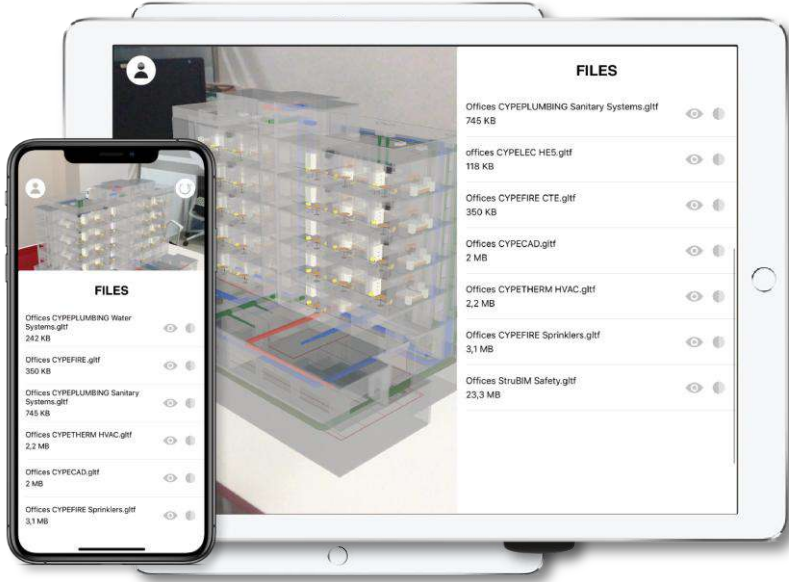 FILES
Offices CYPEPLUMBING Sanitary Systems.gltf
745 KB
offices CYPELEC HE5.gltf
118 KB
Offices CYPEFIRE CTE.gltf
350 KB
Offices CYPECAD.gltf
2 MB
Offices CYPETHERM HVAC.gltf
2,2 MB
Offices CYPEFIRE Sprinklers.gltf
3,1 MB
Offices StruBIM Safety.gltf
23,3 MB
FILES
Offices CYPEPLUMBING Water
Systems.gltf
242 KB
Offices CYPEFIRE.gltf
350 KB
Offices CYPEPLUMBING Sanitary
Systems.gltf
745 KB
Offices CYPETHERM HVAC.gltf
2,2 MB
Offices CYPECAD.gltf
2 MB
Offices CYPEFIRE Sprinklers.gltf
3,1 MB